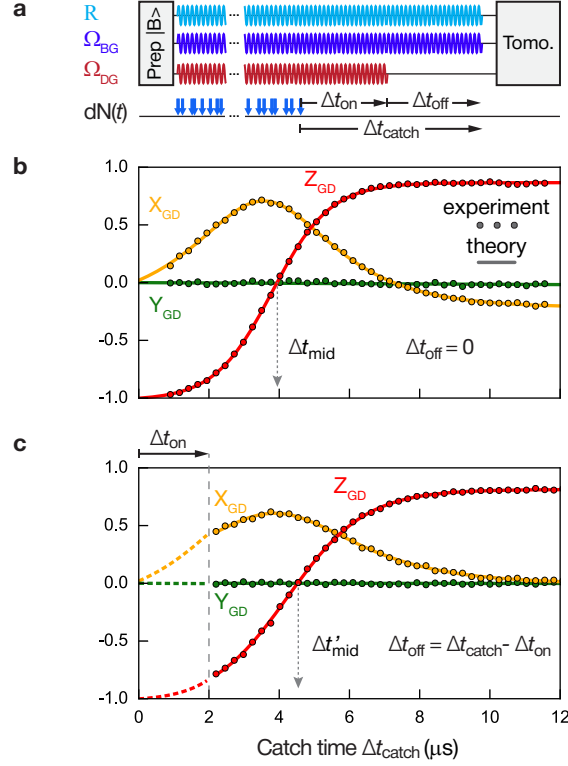 a
Prep |B>
R
Ω_BG
Ω_DG
dN(t)
... 
...
...
...
Tomo.
Δt_on
Δt_off
Δt_catch
b
1.0
0.5
0.0
-0.5
-1.0
X_GD
Z_GD
Y_GD
experiment
theory
Δt_mid
Δt_off = 0
c
Δt_on
1.0
0.5
0.0
-0.5
-1.0
X_GD
Z_GD
Y_GD
Δt'_mid
Δt_off = Δt_catch - Δt_on
0 2 4 6 8 10 12
Catch time Δt_catch (μs)